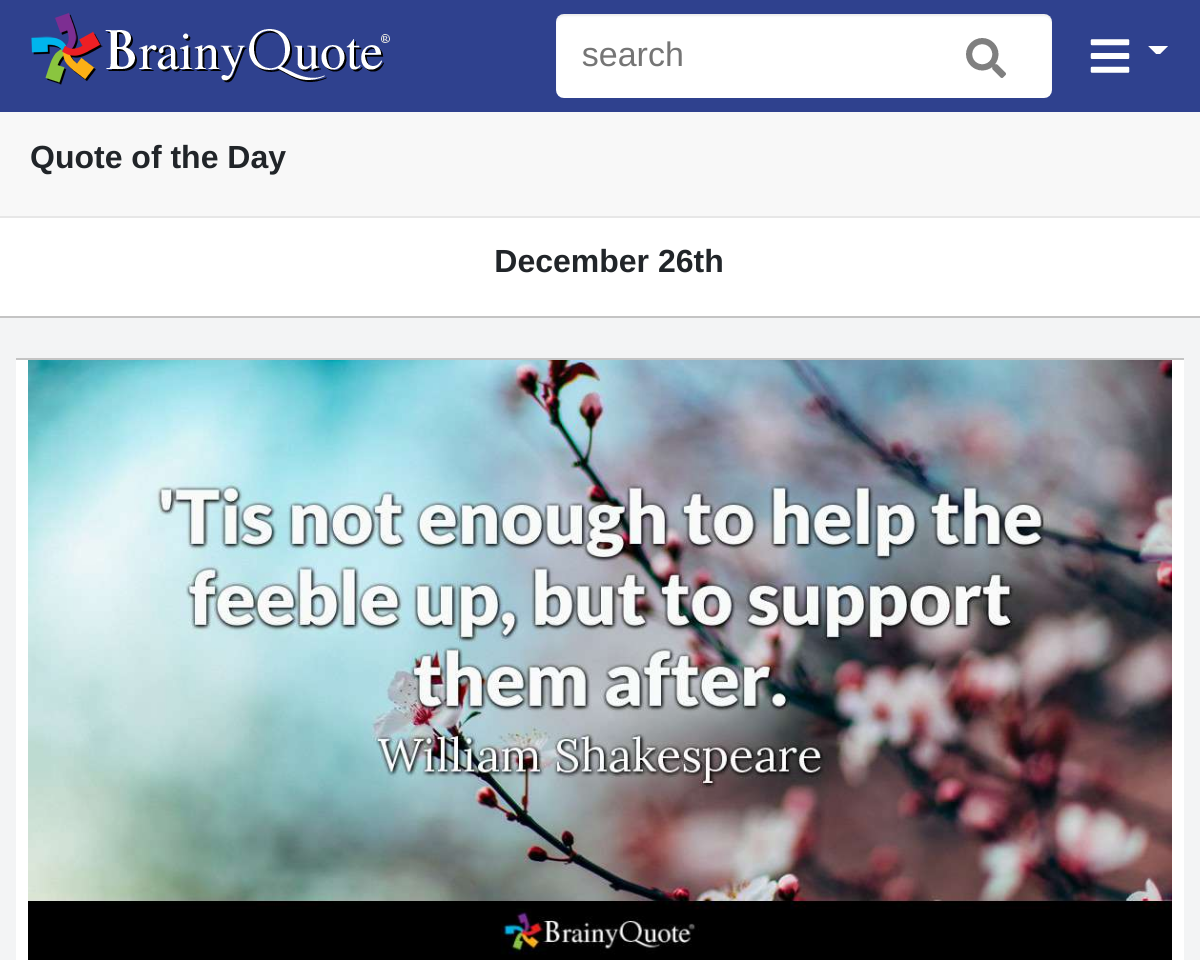 BrainyQuote®
search
Quote of the Day
December 26th
'Tis not enough to help the
feeble up, but to support
them after.
William Shakespeare
BrainyQuote®